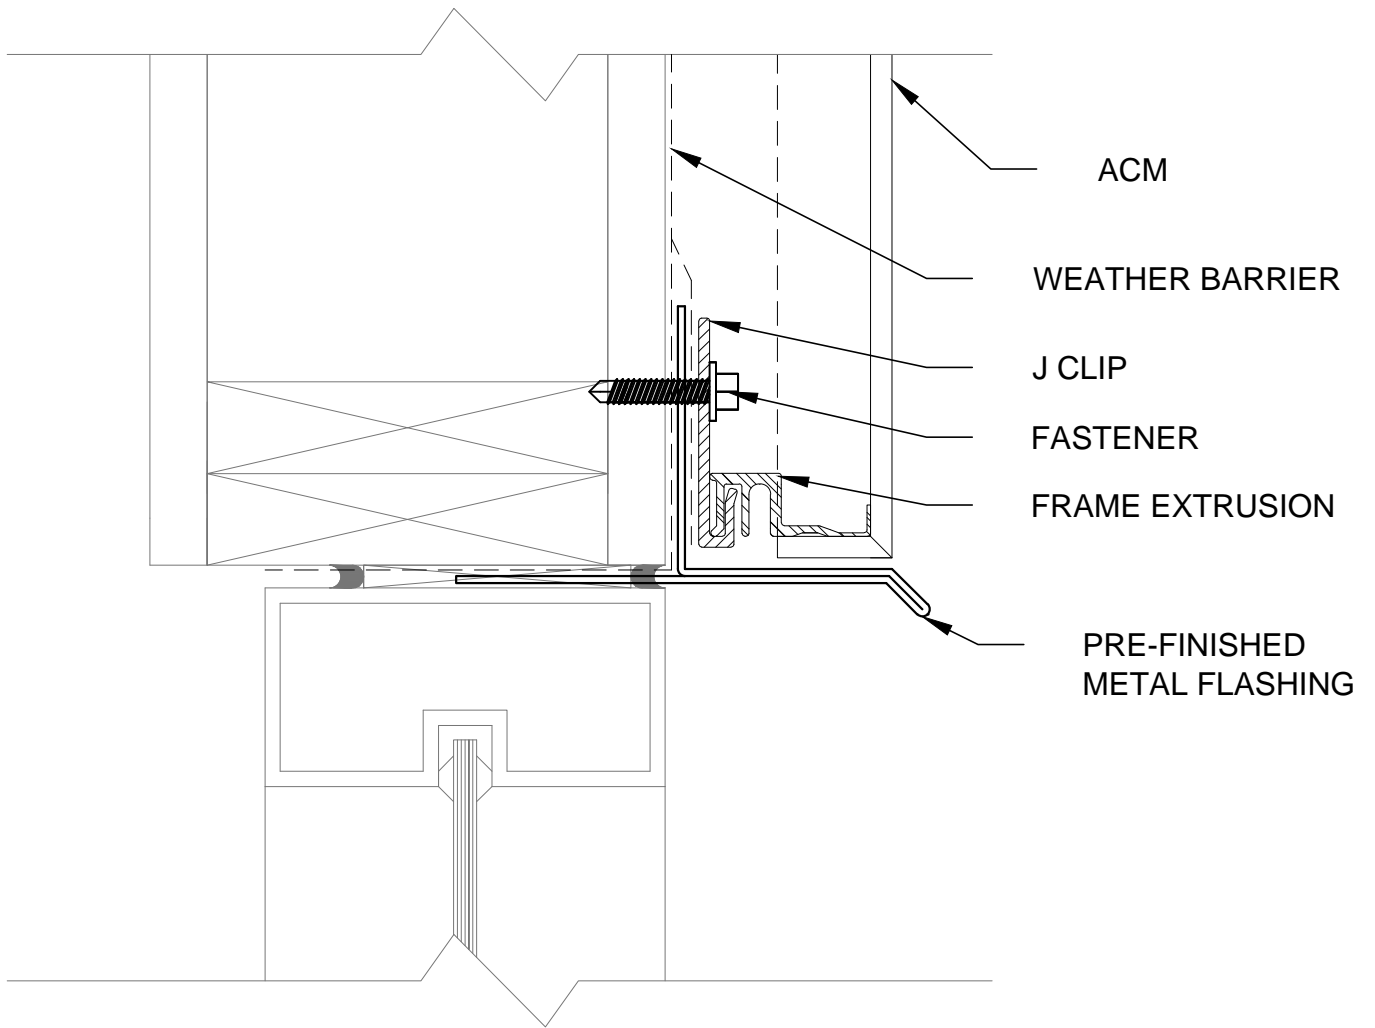 ACM
WEATHER BARRIER
J CLIP
FASTENER
FRAME EXTRUSION
PRE-FINISHED
METAL FLASHING